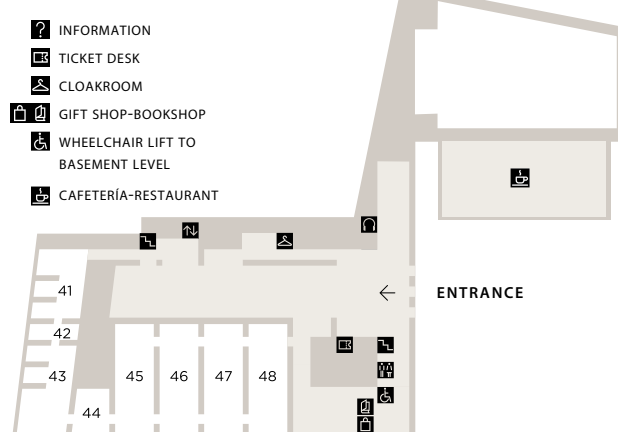 INFORMATION
TICKET DESK
CLOAKROOM
GIFT SHOP-BOOKSHOP
WHEELCHAIR LIFT TO
BASEMENT LEVEL
CAFETERÍA-RESTAURANT
ENTRANCE
41
42
43
44
45
46
47
48